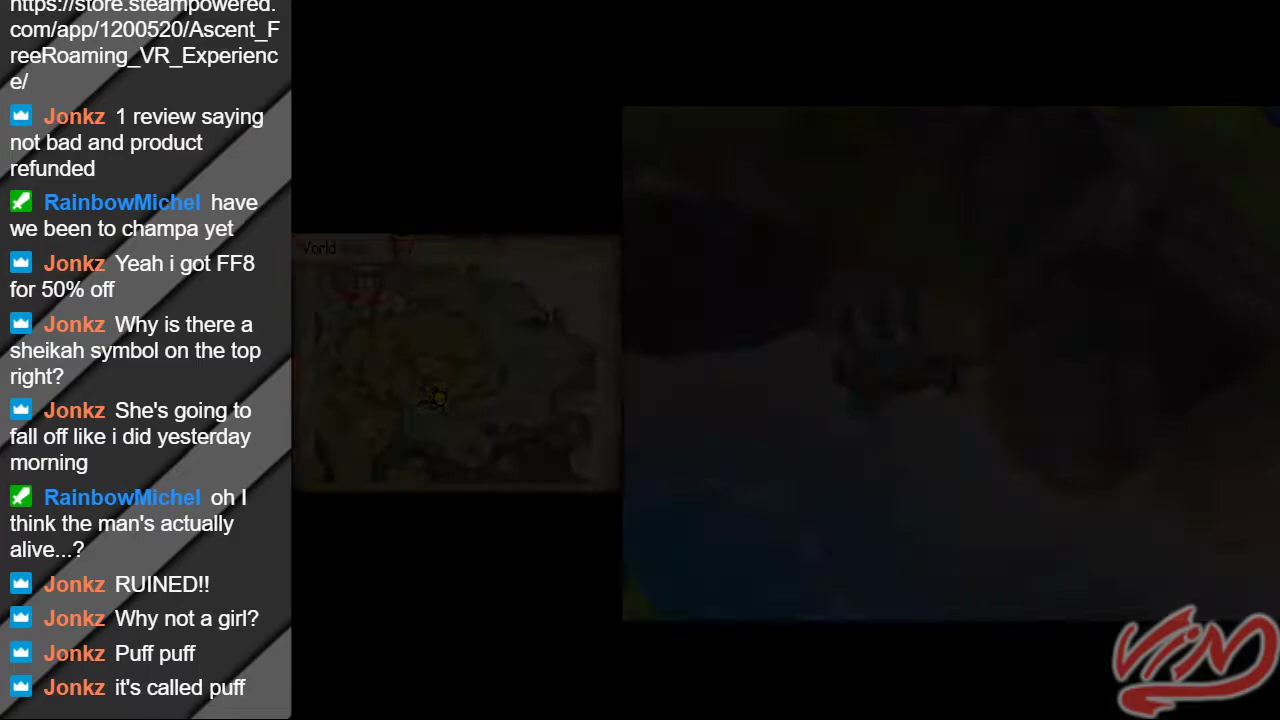 https://store.steampowered.
com/app/1200520/Ascent_F
reeRoaming_VR_Experienc
e/
Jonkz 1 review saying
not bad and product
refunded
RainbowMichel have
we been to champa yet
Jonkz Yeah i got FF8
for 50% off
Jonkz Why is there a
sheikah symbol on the top
right?
Jonkz She's going to
fall off like i did yesterday
morning
RainbowMichel oh I
think the man's actually
alive...?
Jonkz RUINED!!
Jonkz Why not a girl?
Jonkz Puff puff
Jonkz it's called puff
World
Vim